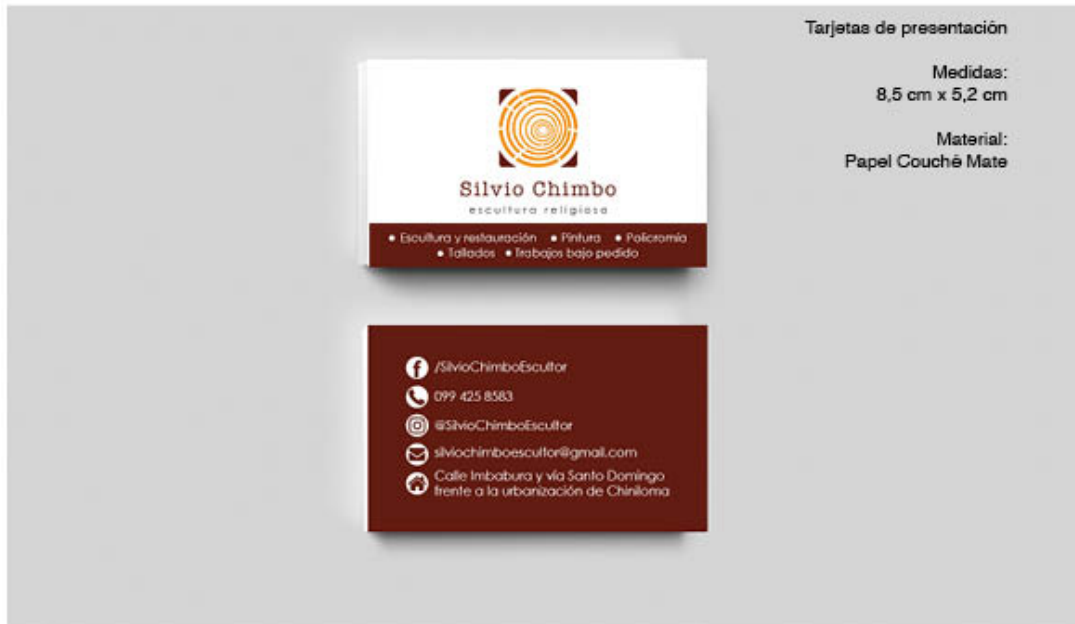 Tarjetas de presentación
Medidas:
8,5 cm x 5,2 cm
Material:
Papel Couché Mate
Silvio Chimbo
escultura religiosa
• Escultura y restauración • Pintura • Policromía
• Tallados • Trabajos bajo pedido
/SilvioChimboEscultor
099 425 8583
@SilvioChimboEscultor
silviochimboescultor@gmail.com
Calle Imbabura y vía Santo Domingo
frente a la urbanización de Chiniloma